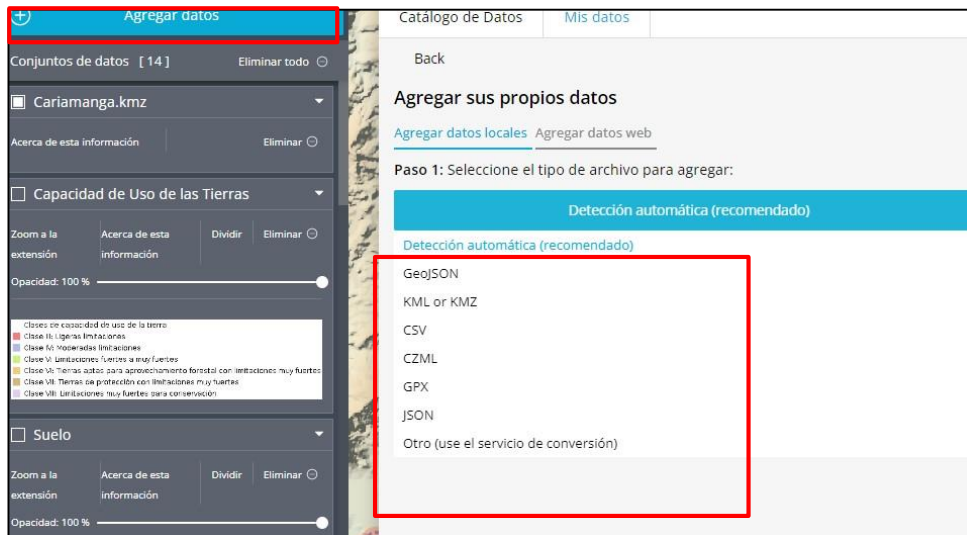 Agregar datos
Conjuntos de datos [14] Eliminar todo
Cariamanga.kmz
Acerca de esta información Eliminar
Capacidad de Uso de las Tierras
Zoom a la extensión Acerca de esta información Dividir Eliminar
Opacidad: 100 %
Clases de capacidad de uso de la tierra
Clase III: Ligeras limitaciones
Clase IV: Moderadas limitaciones
Clase V: Limitaciones fuertes a muy fuertes
Clase VI: Tierras aptas para aprovechamiento forestal con limitaciones muy fuertes
Clase VII: Tierras de protección con limitaciones muy fuertes
Clase VIII: Limitaciones muy fuertes para conservación
Suelo
Zoom a la extensión Acerca de esta información Dividir Eliminar
Opacidad: 100 %
Catálogo de Datos Mis datos
Back
Agregar sus propios datos
Agregar datos locales Agregar datos web
Paso 1: Seleccione el tipo de archivo para agregar:
Detección automática (recomendado)
Detección automática (recomendado)
GeoJSON
KML or KMZ
CSV
CZML
GPX
JSON
Otro (use el servicio de conversión)